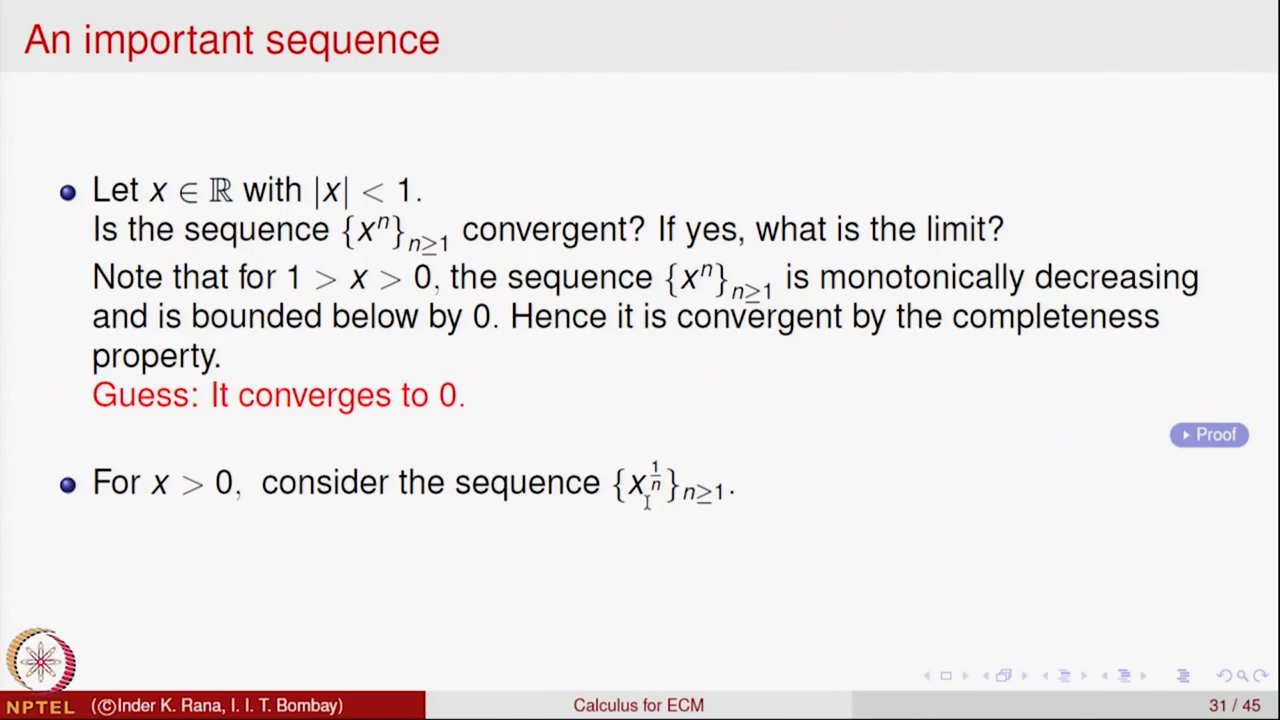 An important sequence
Let x ∈ ℝ with |x| < 1.
Is the sequence {xⁿ}ₙ≥₁ convergent? If yes, what is the limit?
Note that for 1 > x > 0, the sequence {xⁿ}ₙ≥₁ is monotonically decreasing
and is bounded below by 0. Hence it is convergent by the completeness
property.
Guess: It converges to 0.
Proof
For x > 0, consider the sequence {x^{1/n}}ₙ≥₁.
NPTEL
(©Inder K. Rana, I. I. T. Bombay)
Calculus for ECM
31 / 45